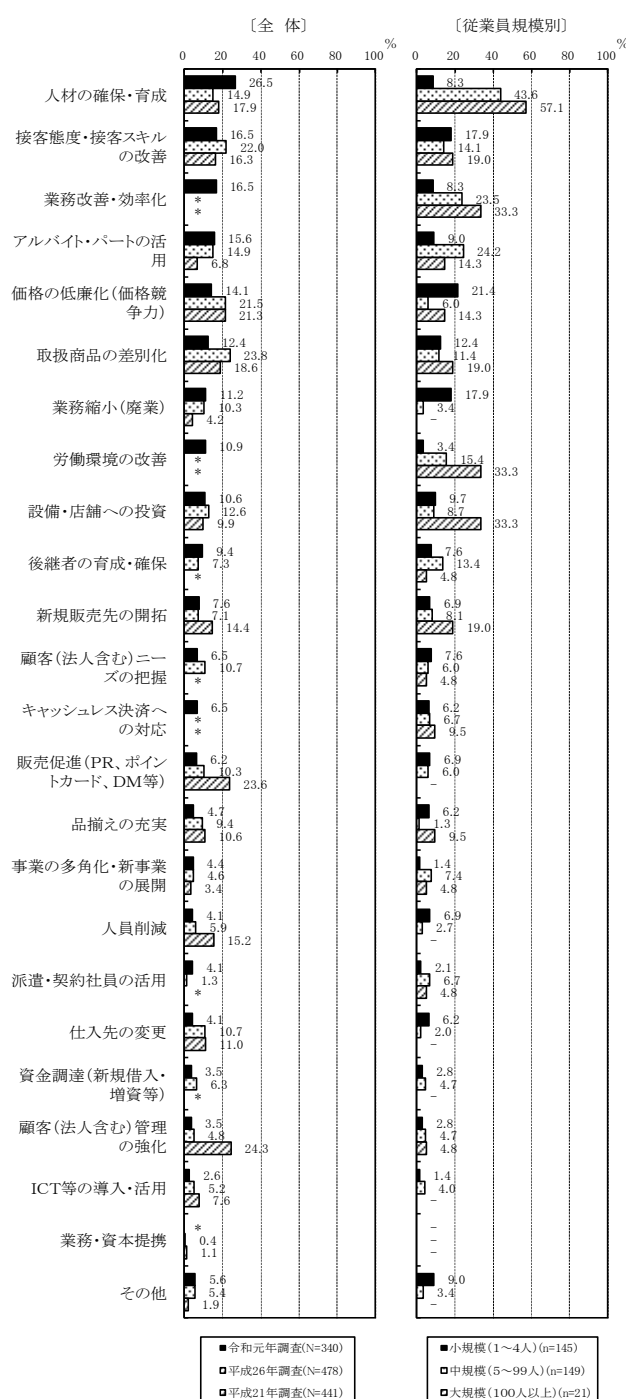 〔全 体〕 〔従業員規模別〕
0 20 40 60 80 100 % 0 20 40 60 80 100 %
人材の確保・育成 26.5 14.9 17.9 8.3 43.6 57.1
接客態度・接客スキル
の改善 16.5 22.0 16.3 17.9 14.1 19.0
業務改善・効率化 16.5 * * 8.3 23.5 33.3
アルバイト・パートの活
用 15.6 14.9 6.8 9.0 24.2 14.3
価格の低廉化(価格競
争力) 14.1 21.5 21.3 21.4 6.0 14.3
取扱商品の差別化 12.4 23.8 18.6 12.4 11.4 19.0
業務縮小(廃業) 11.2 10.3 4.2 17.9 3.4 -
労働環境の改善 10.9 * * 3.4 15.4 33.3
設備・店舗への投資 10.6 12.6 9.9 9.7 8.7 33.3
後継者の育成・確保 9.4 7.3 * 7.6 13.4 4.8
新規販売先の開拓 7.6 7.1 14.4 6.9 8.1 19.0
顧客(法人含む)ニー
ズの把握 6.5 10.7 * 7.6 6.0 4.8
キャッシュレス決済へ
の対応 6.5 * * 6.2 6.7 9.5
販売促進(PR、ポイン
トカード、DM等) 6.2 10.3 23.6 6.9 6.0 -
品揃えの充実 4.7 9.4 10.6 6.2 1.3 9.5
事業の多角化・新事業
の展開 4.4 4.6 3.4 1.4 7.4 4.8
人員削減 4.1 5.9 15.2 6.9 2.7 -
派遣・契約社員の活用 4.1 1.3 * 2.1 6.7 4.8
仕入先の変更 4.1 10.7 11.0 6.2 2.0 -
資金調達(新規借入・
増資等) 3.5 6.3 * 2.8 4.7 -
顧客(法人含む)管理
の強化 3.5 4.8 24.3 2.8 4.7 4.8
ICT等の導入・活用 2.6 5.2 7.6 1.4 4.0 -
業務・資本提携 * 0.4 1.1 - - -
その他 5.6 5.4 1.9 9.0 3.4 -
■令和元年調査(N=340) ■小規模(1～4人)(n=145)
平成26年調査(N=478) 中規模(5～99人)(n=149)
平成21年調査(N=441) 大規模(100人以上)(n=21)